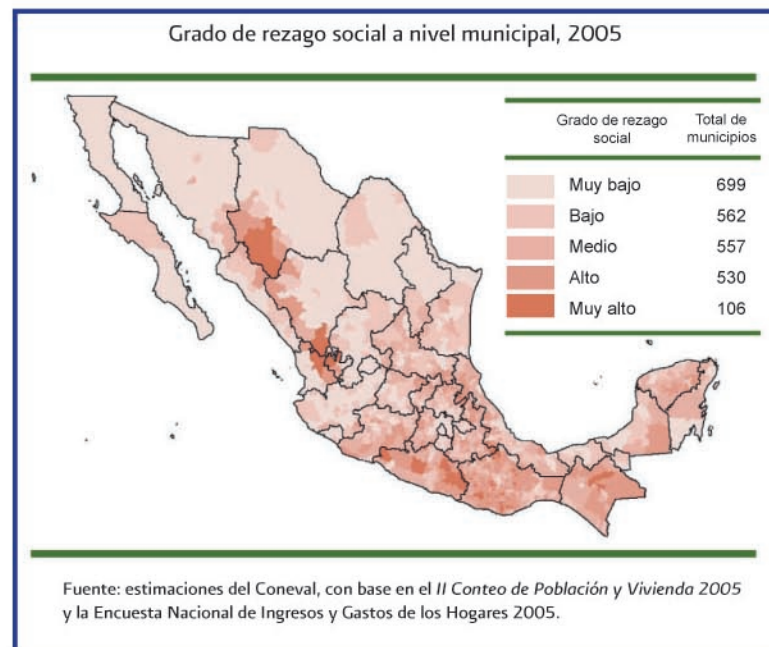 Grado de rezago social a nivel municipal, 2005
Grado de rezago social Total de municipios
Muy bajo 699
Bajo 562
Medio 557
Alto 530
Muy alto 106
Fuente: estimaciones del Coneval, con base en el II Conteo de Población y Vivienda 2005
y la Encuesta Nacional de Ingresos y Gastos de los Hogares 2005.